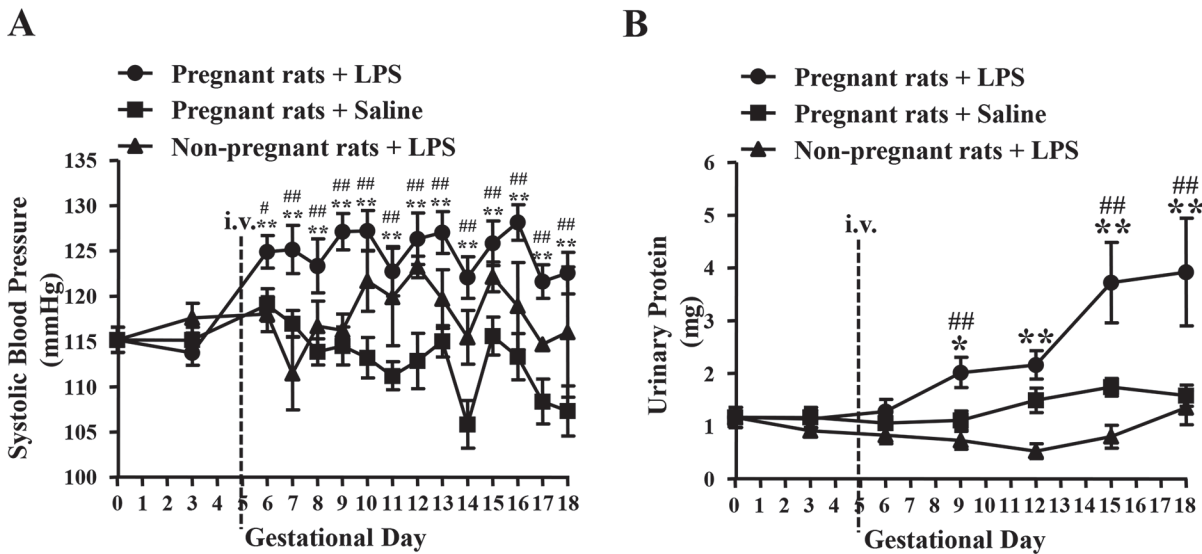 A
Pregnant rats + LPS
Pregnant rats + Saline
Non-pregnant rats + LPS
Systolic Blood Pressure
(mmHg)
135
130
125
120
115
110
105
100
i.v.
#
**
##
**
##
**
##
**
##
**
##
**
##
**
##
**
##
**
##
**
##
**
##
**
##
**
0 1 2 3 4 5 6 7 8 9 10 11 12 13 14 15 16 17 18
Gestational Day
B
Pregnant rats + LPS
Pregnant rats + Saline
Non-pregnant rats + LPS
Urinary Protein
(mg)
6
5
4
3
2
1
0
i.v.
##
*
**
##
**
##
**
0 1 2 3 4 5 6 7 8 9 10 11 12 13 14 15 16 17 18
Gestational Day